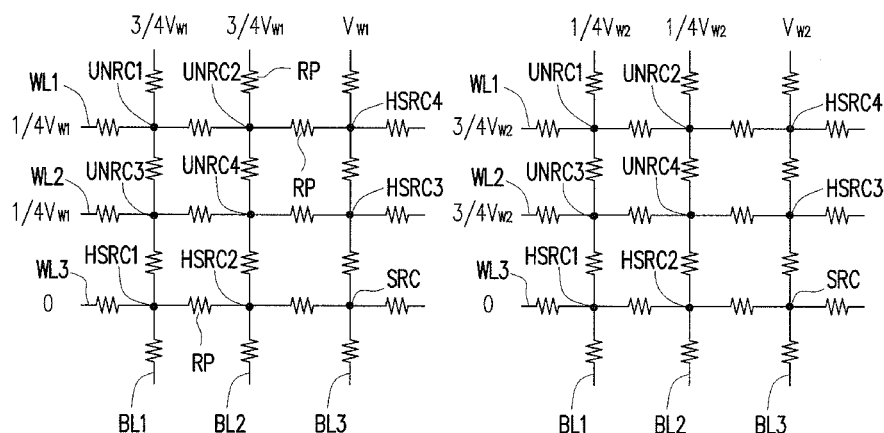 3/4VW1 3/4VW1 VW1 1/4VW2 1/4VW2 VW2
UNRC1 UNRC2 RP UNRC1 UNRC2
WL1 HSRC4 WL1 HSRC4
1/4VW1 3/4VW2
UNRC3 UNRC4 RP UNRC3 UNRC4
WL2 HSRC3 WL2 HSRC3
1/4VW1 3/4VW2
HSRC1 HSRC2 HSRC1 HSRC2
WL3 SRC WL3 SRC
0 0
RP
BL1 BL2 BL3 BL1 BL2 BL3